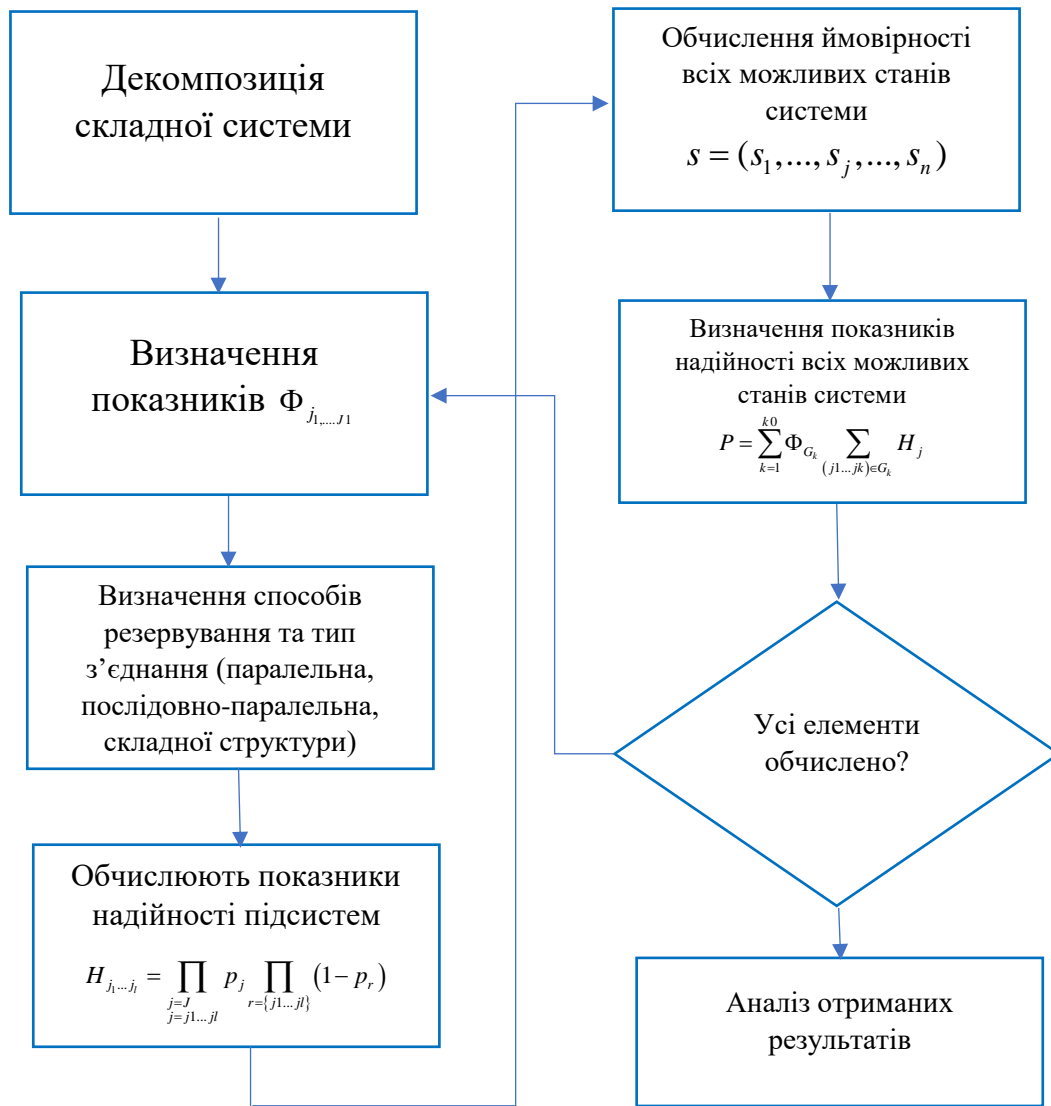 Декомпозиція
складної системи
Визначення
показників Φ_{j_1,....J1}
Визначення способів
резервування та тип
з’єднання (паралельна,
послідовно-паралельна,
складної структури)
Обчислюють показники
надійності підсистем
H_{j_1...j_l} = ∏_{j=J j=j1...jl} p_j ∏_{r={j1...jl}} (1 − p_r)
Обчислення ймовірності
всіх можливих станів
системи
s = (s_1,..., s_j,..., s_n)
Визначення показників
надійності всіх можливих
станів системи
P = ∑_{k=1}^{k0} Φ_{G_k} ∑_{(j1...jk)∈G_k} H_j
Усі елементи
обчислено?
Аналіз отриманих
результатів